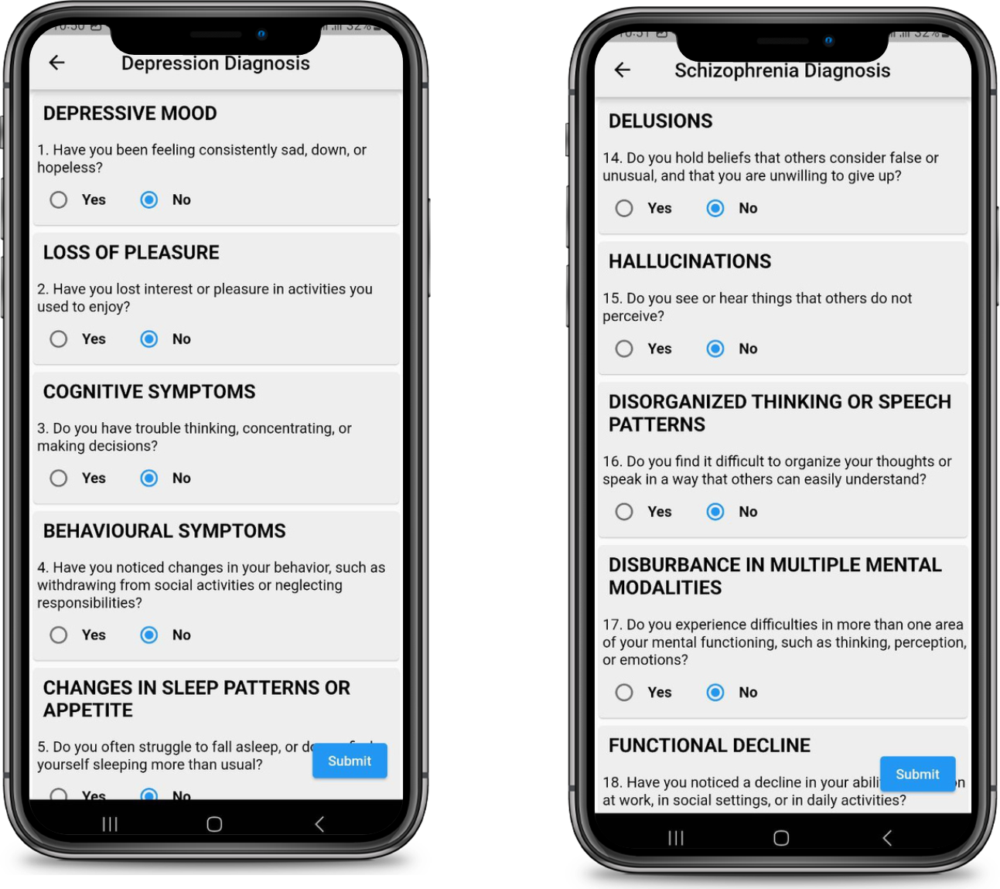 10:50 32%
Depression Diagnosis
DEPRESSIVE MOOD
1. Have you been feeling consistently sad, down, or
hopeless?
Yes No
LOSS OF PLEASURE
2. Have you lost interest or pleasure in activities you
used to enjoy?
Yes No
COGNITIVE SYMPTOMS
3. Do you have trouble thinking, concentrating, or
making decisions?
Yes No
BEHAVIOURAL SYMPTOMS
4. Have you noticed changes in your behavior, such as
withdrawing from social activities or neglecting
responsibilities?
Yes No
CHANGES IN SLEEP PATTERNS OR
APPETITE
5. Do you often struggle to fall asleep, or do
yourself sleeping more than usual?
Submit
Yes No
10:51 32%
Schizophrenia Diagnosis
DELUSIONS
14. Do you hold beliefs that others consider false or
unusual, and that you are unwilling to give up?
Yes No
HALLUCINATIONS
15. Do you see or hear things that others do not
perceive?
Yes No
DISORGANIZED THINKING OR SPEECH
PATTERNS
16. Do you find it difficult to organize your thoughts or
speak in a way that others can easily understand?
Yes No
DISBURBANCE IN MULTIPLE MENTAL
MODALITIES
17. Do you experience difficulties in more than one area
of your mental functioning, such as thinking, perception,
or emotions?
Yes No
FUNCTIONAL DECLINE
18. Have you noticed a decline in your abili
at work, in social settings, or in daily activities?
Submit